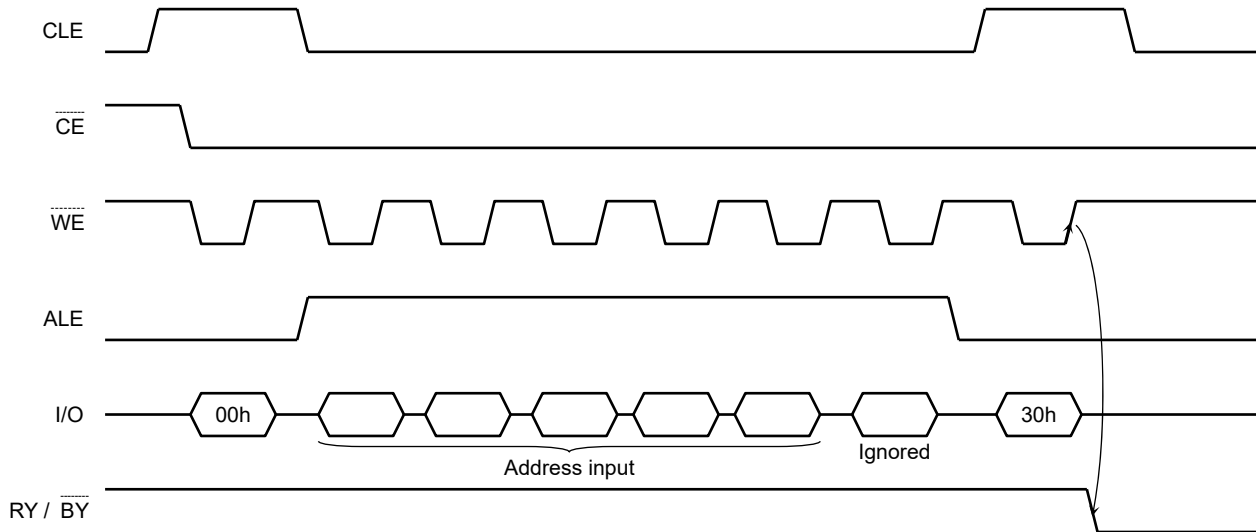 CLE
CE
WE
ALE
I/O 00h 30h
Ignored
Address input
RY / BY